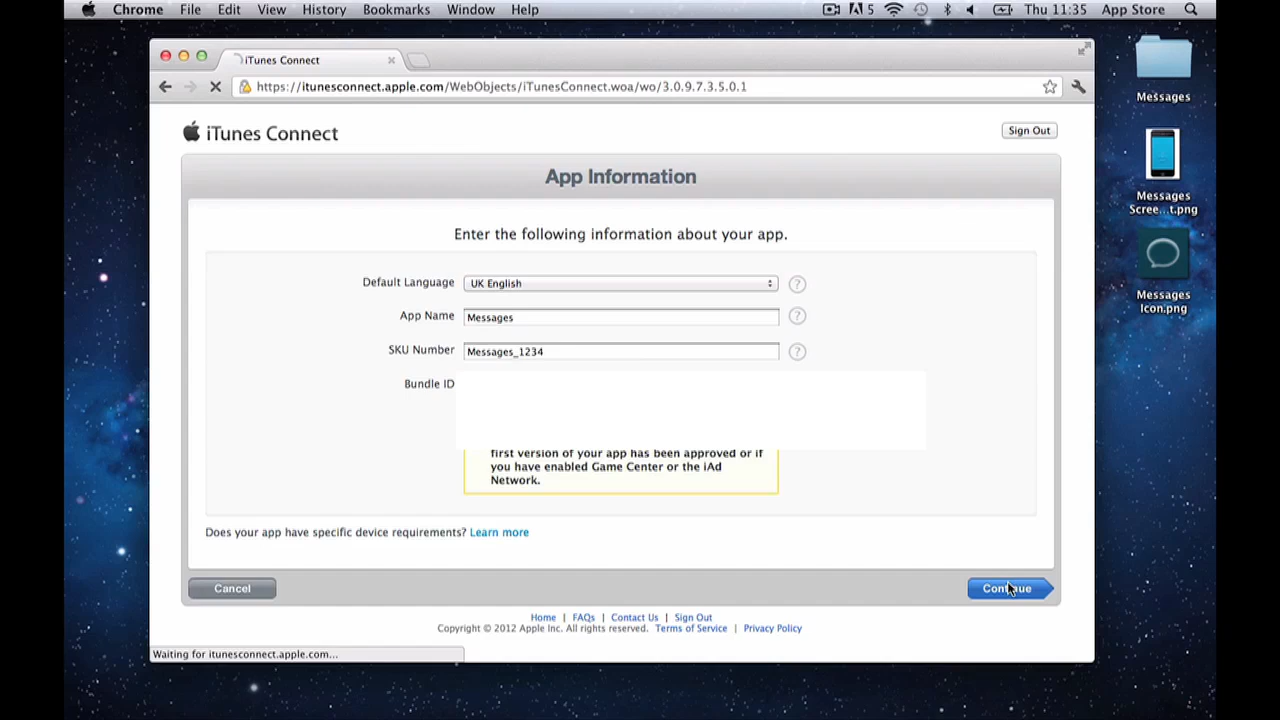 Chrome File Edit View History Bookmarks Window Help 5 Thu 11:35 App Store
iTunes Connect
https://itunesconnect.apple.com/WebObjects/iTunesConnect.woa/wo/3.0.9.7.3.5.0.1
Messages
iTunes Connect
Sign Out
App Information
Messages
Scree...t.png
Enter the following information about your app.
Default Language UK English ?
App Name Messages ?
Messages
Icon.png
SKU Number Messages_1234 ?
Bundle ID
first version of your app has been approved or if
you have enabled Game Center or the iAd
Network.
Does your app have specific device requirements? Learn more
Cancel
Continue
Home | FAQs | Contact Us | Sign Out
Copyright © 2012 Apple Inc. All rights reserved. Terms of Service | Privacy Policy
Waiting for itunesconnect.apple.com...